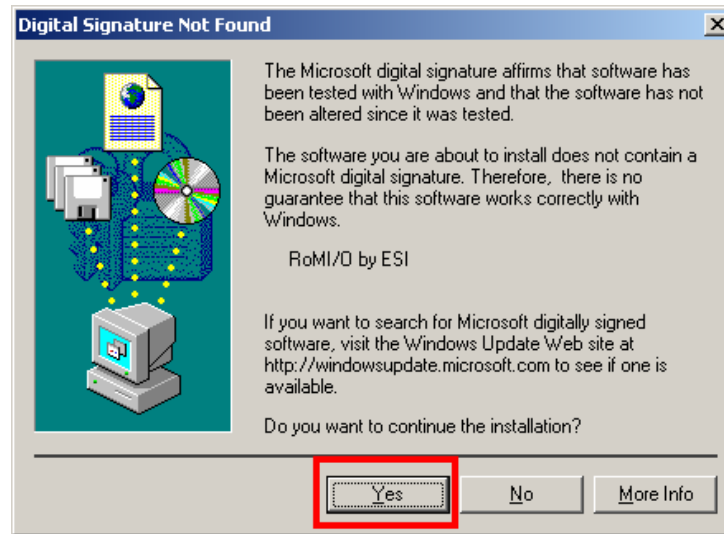 Digital Signature Not Found
The Microsoft digital signature affirms that software has
been tested with Windows and that the software has not
been altered since it was tested.
The software you are about to install does not contain a
Microsoft digital signature. Therefore, there is no
guarantee that this software works correctly with
Windows.
RoMI/O by ESI
If you want to search for Microsoft digitally signed
software, visit the Windows Update Web site at
http://windowsupdate.microsoft.com to see if one is
available.
Do you want to continue the installation?
Yes No More Info